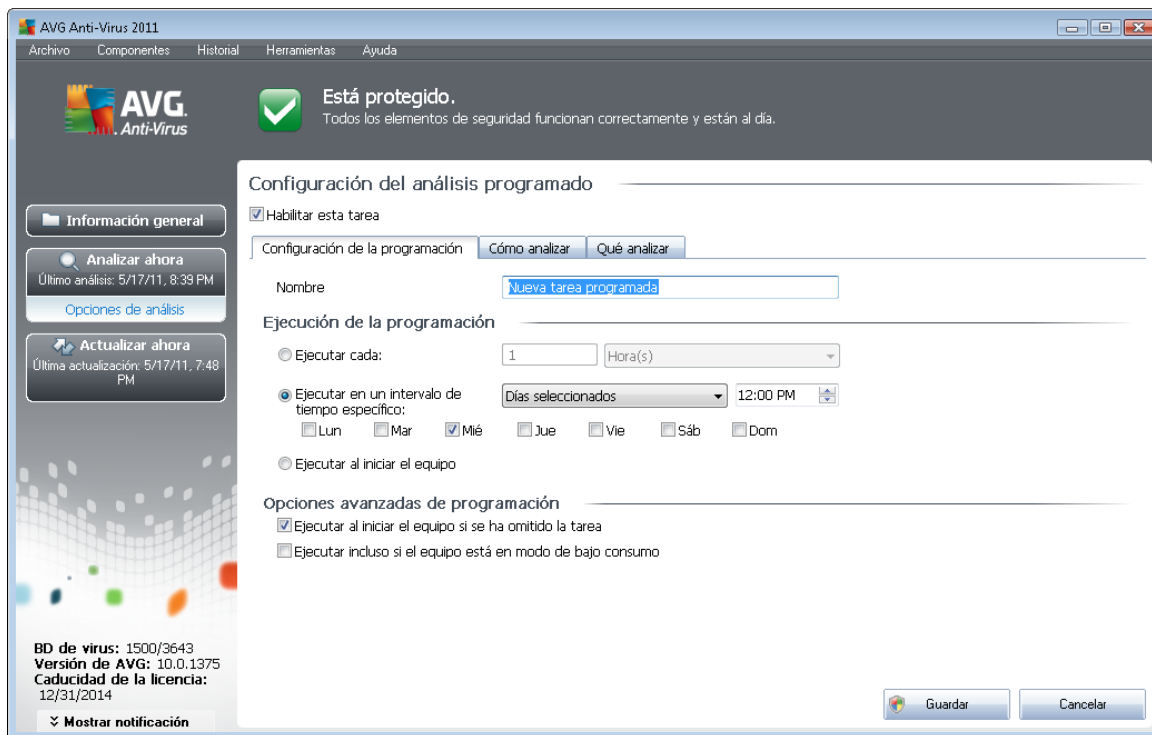 AVG Anti-Virus 2011
Archivo Componentes Historial Herramientas Ayuda
AVG.
Anti-Virus
Está protegido.
Todos los elementos de seguridad funcionan correctamente y están al día.
Información general
Analizar ahora
Último análisis: 5/17/11, 8:39 PM
Opciones de análisis
Actualizar ahora
Última actualización: 5/17/11, 7:48
PM
BD de virus: 1500/3643
Versión de AVG: 10.0.1375
Caducidad de la licencia:
12/31/2014
Mostrar notificación
Configuración del análisis programado
Habilitar esta tarea
Configuración de la programación Cómo analizar Qué analizar
Nombre Nueva tarea programada
Ejecución de la programación
Ejecutar cada: 1 Hora(s)
Ejecutar en un intervalo de
tiempo específico:
Días seleccionados 12:00 PM
Lun Mar Mié Jue Vie Sáb Dom
Ejecutar al iniciar el equipo
Opciones avanzadas de programación
Ejecutar al iniciar el equipo si se ha omitido la tarea
Ejecutar incluso si el equipo está en modo de bajo consumo
Guardar Cancelar